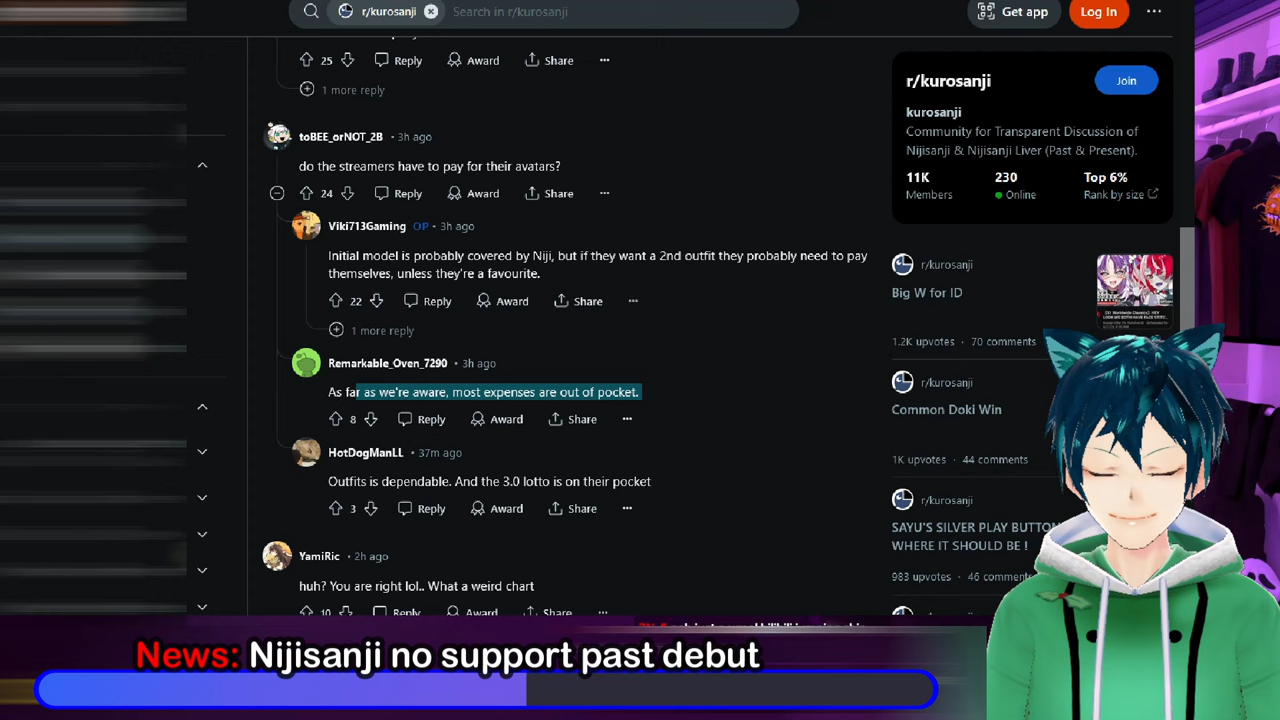 r/kurosanji
Search in r/kurosanji
Get app
Log In
25
Reply
Award
Share
1 more reply
toBEE_orNOT_2B • 3h ago
do the streamers have to pay for their avatars?
24
Reply
Award
Share
Viki713Gaming OP • 3h ago
Initial model is probably covered by Niji, but if they want a 2nd outfit they probably need to pay
themselves, unless they're a favourite.
22
Reply
Award
Share
1 more reply
Remarkable_Oven_7290 • 3h ago
As far as we're aware, most expenses are out of pocket.
8
Reply
Award
Share
HotDogManLL • 37m ago
Outfits is dependable. And the 3.0 lotto is on their pocket
3
Reply
Award
Share
YamiRic • 2h ago
huh? You are right lol.. What a weird chart
10
Reply
Award
Share
r/kurosanji
Join
kurosanji
Community for Transparent Discussion of
Nijisanji & Nijisanji Liver (Past & Present).
11K
230
Top 6%
Members
Online
Rank by size
r/kurosanji
Big W for ID
1.2K upvotes · 70 comments
r/kurosanji
Common Doki Win
1K upvotes · 44 comments
r/kurosanji
SAYU'S SILVER PLAY BUTTON
WHERE IT SHOULD BE !
983 upvotes · 46 comments
r/kurosanji
News: Nijisanji no support past debut